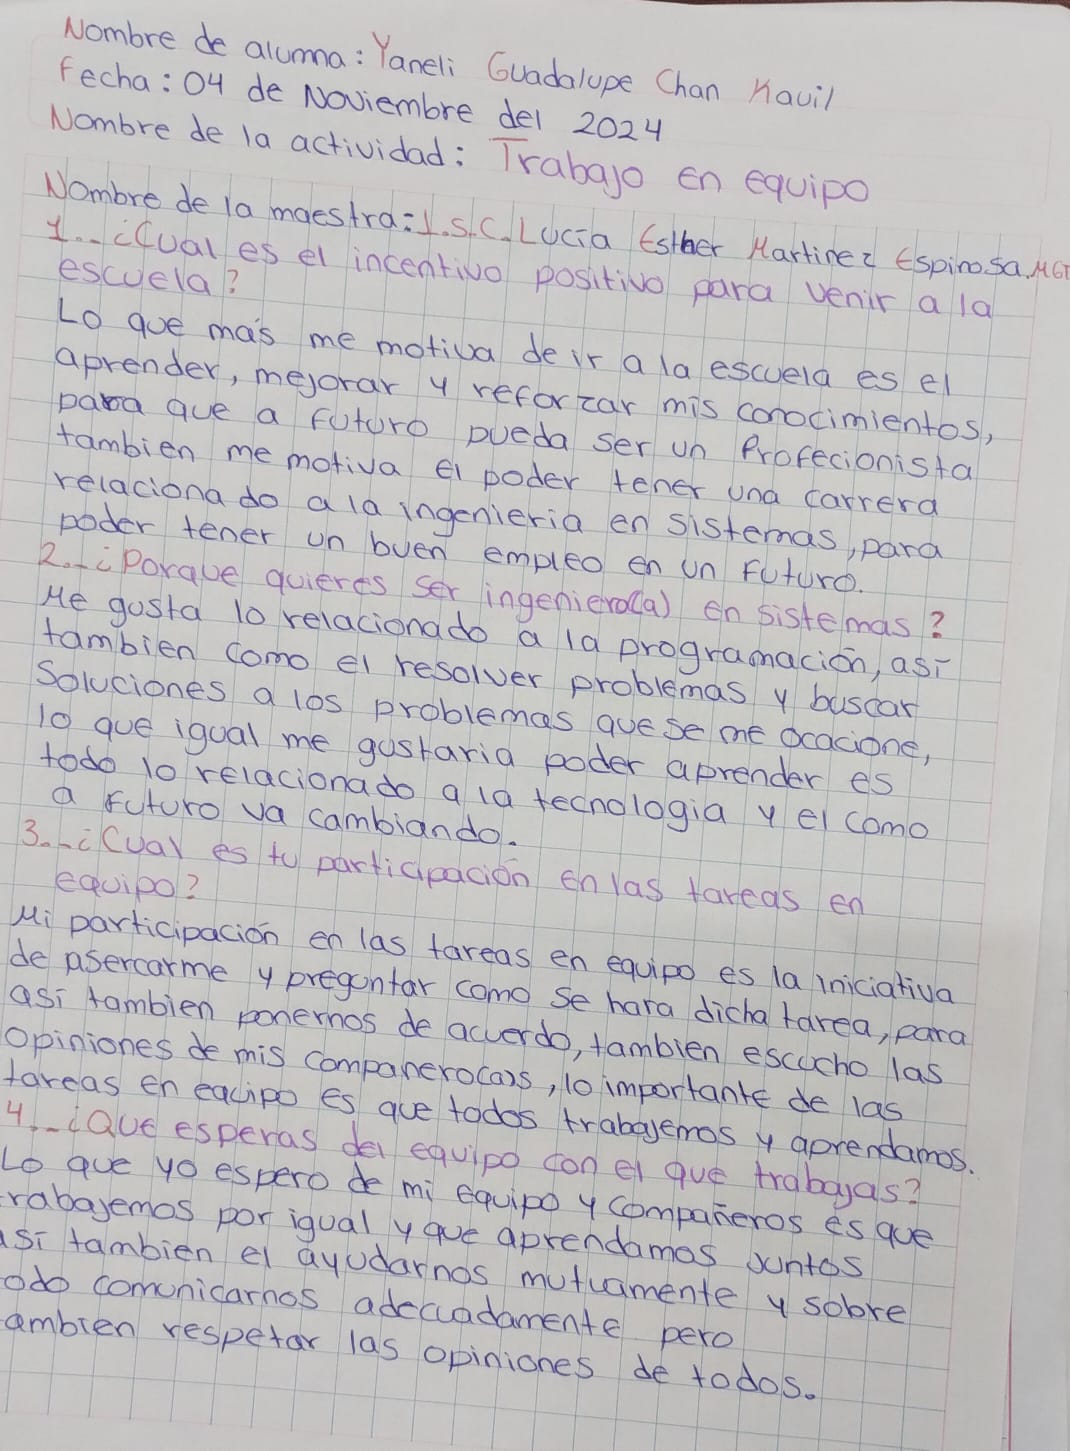 Nombre de alumna: Yaneli Guadalupe Chan Kauil
Fecha: 04 de Noviembre del 2024
Nombre de la actividad: Trabajo en equipo
Nombre de la maestra: I.S.C. Lucia Esther Martinez Espinosa. MGT
1.-¿Cual es el incentivo positivo para venir a la
escuela?
Lo que más me motiva de ir a la escuela es el
aprender, mejorar y reforzar mis conocimientos,
para que a futuro pueda ser un Profecionista
tambien me motiva el poder tener una carrera
relacionado a la ingenieria en sistemas, para
poder tener un buen empleo en un futuro.
2.-¿Porque quieres ser ingeniero(a) en sistemas?
Me gusta lo relacionado a la programación, así
tambien como el resolver problemas y buscar
Soluciones a los problemas que se me ocacione,
lo que igual me gustaria poder aprender es
todo lo relacionado a la tecnologia y el como
a futuro va cambiando.
3.-¿Cual es tu participación en las tareas en
equipo?
Mi participación en las tareas en equipo es la iniciativa
de asercarme y preguntar como se hara dicha tarea, para
así tambien ponernos de acuerdo, tambien escucho las
opiniones de mis companero(a)s, lo importante de las
tareas en equipo es que todos trabajemos y aprendamos.
4.-¿Que esperas del equipo con el que trabajas?
Lo que yo espero de mi equipo y compañeros es que
rabajemos por igual y que aprendamos juntos
así tambien el ayudarnos mutuamente y sobre
odo comunicarnos adecuadamente pero
ambien respetar las opiniones de todos.